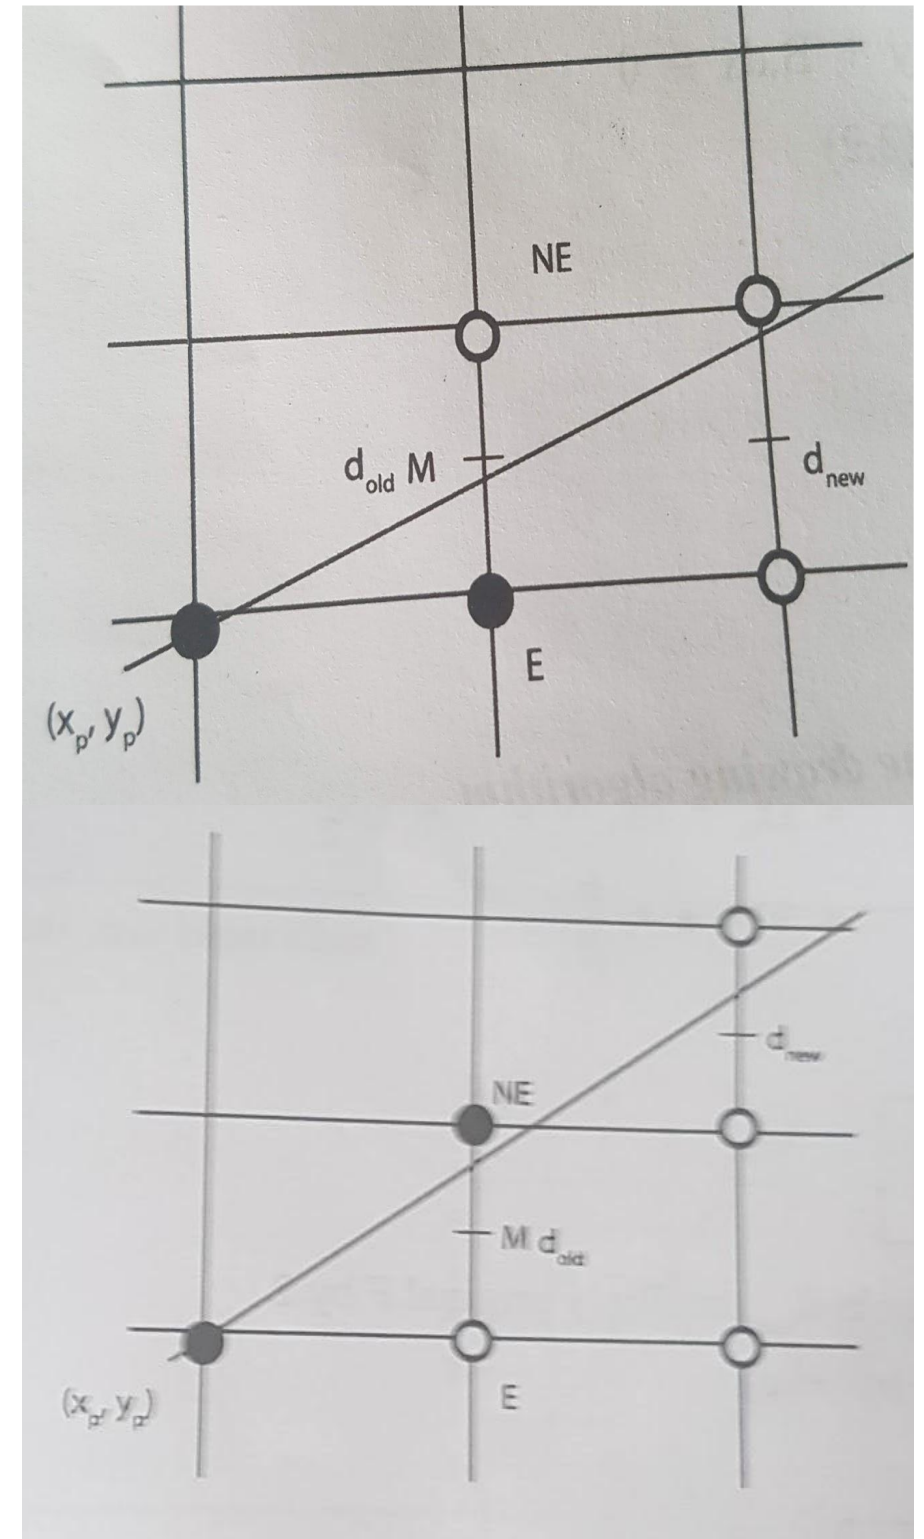 NE
d_old M
d_new
E
(x_p, y_p)
NE
d_new
M d_old
E
(x_p, y_p)